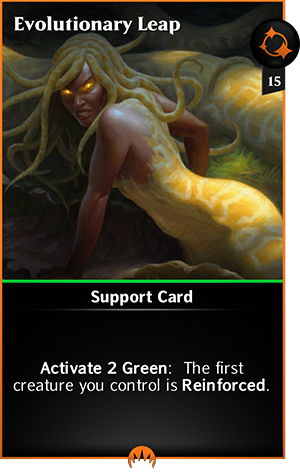 Evolutionary Leap
15
Support Card
Activate 2 Green: The first
creature you control is Reinforced.